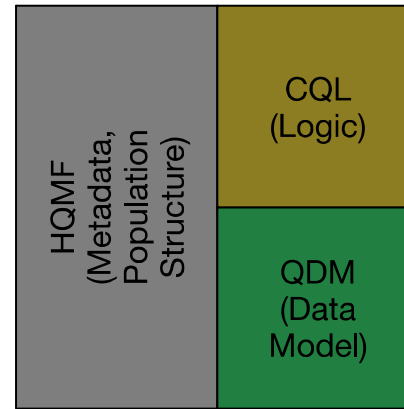 HQMF
(Metadata,
Population
Structure)
CQL
(Logic)
QDM
(Data
Model)